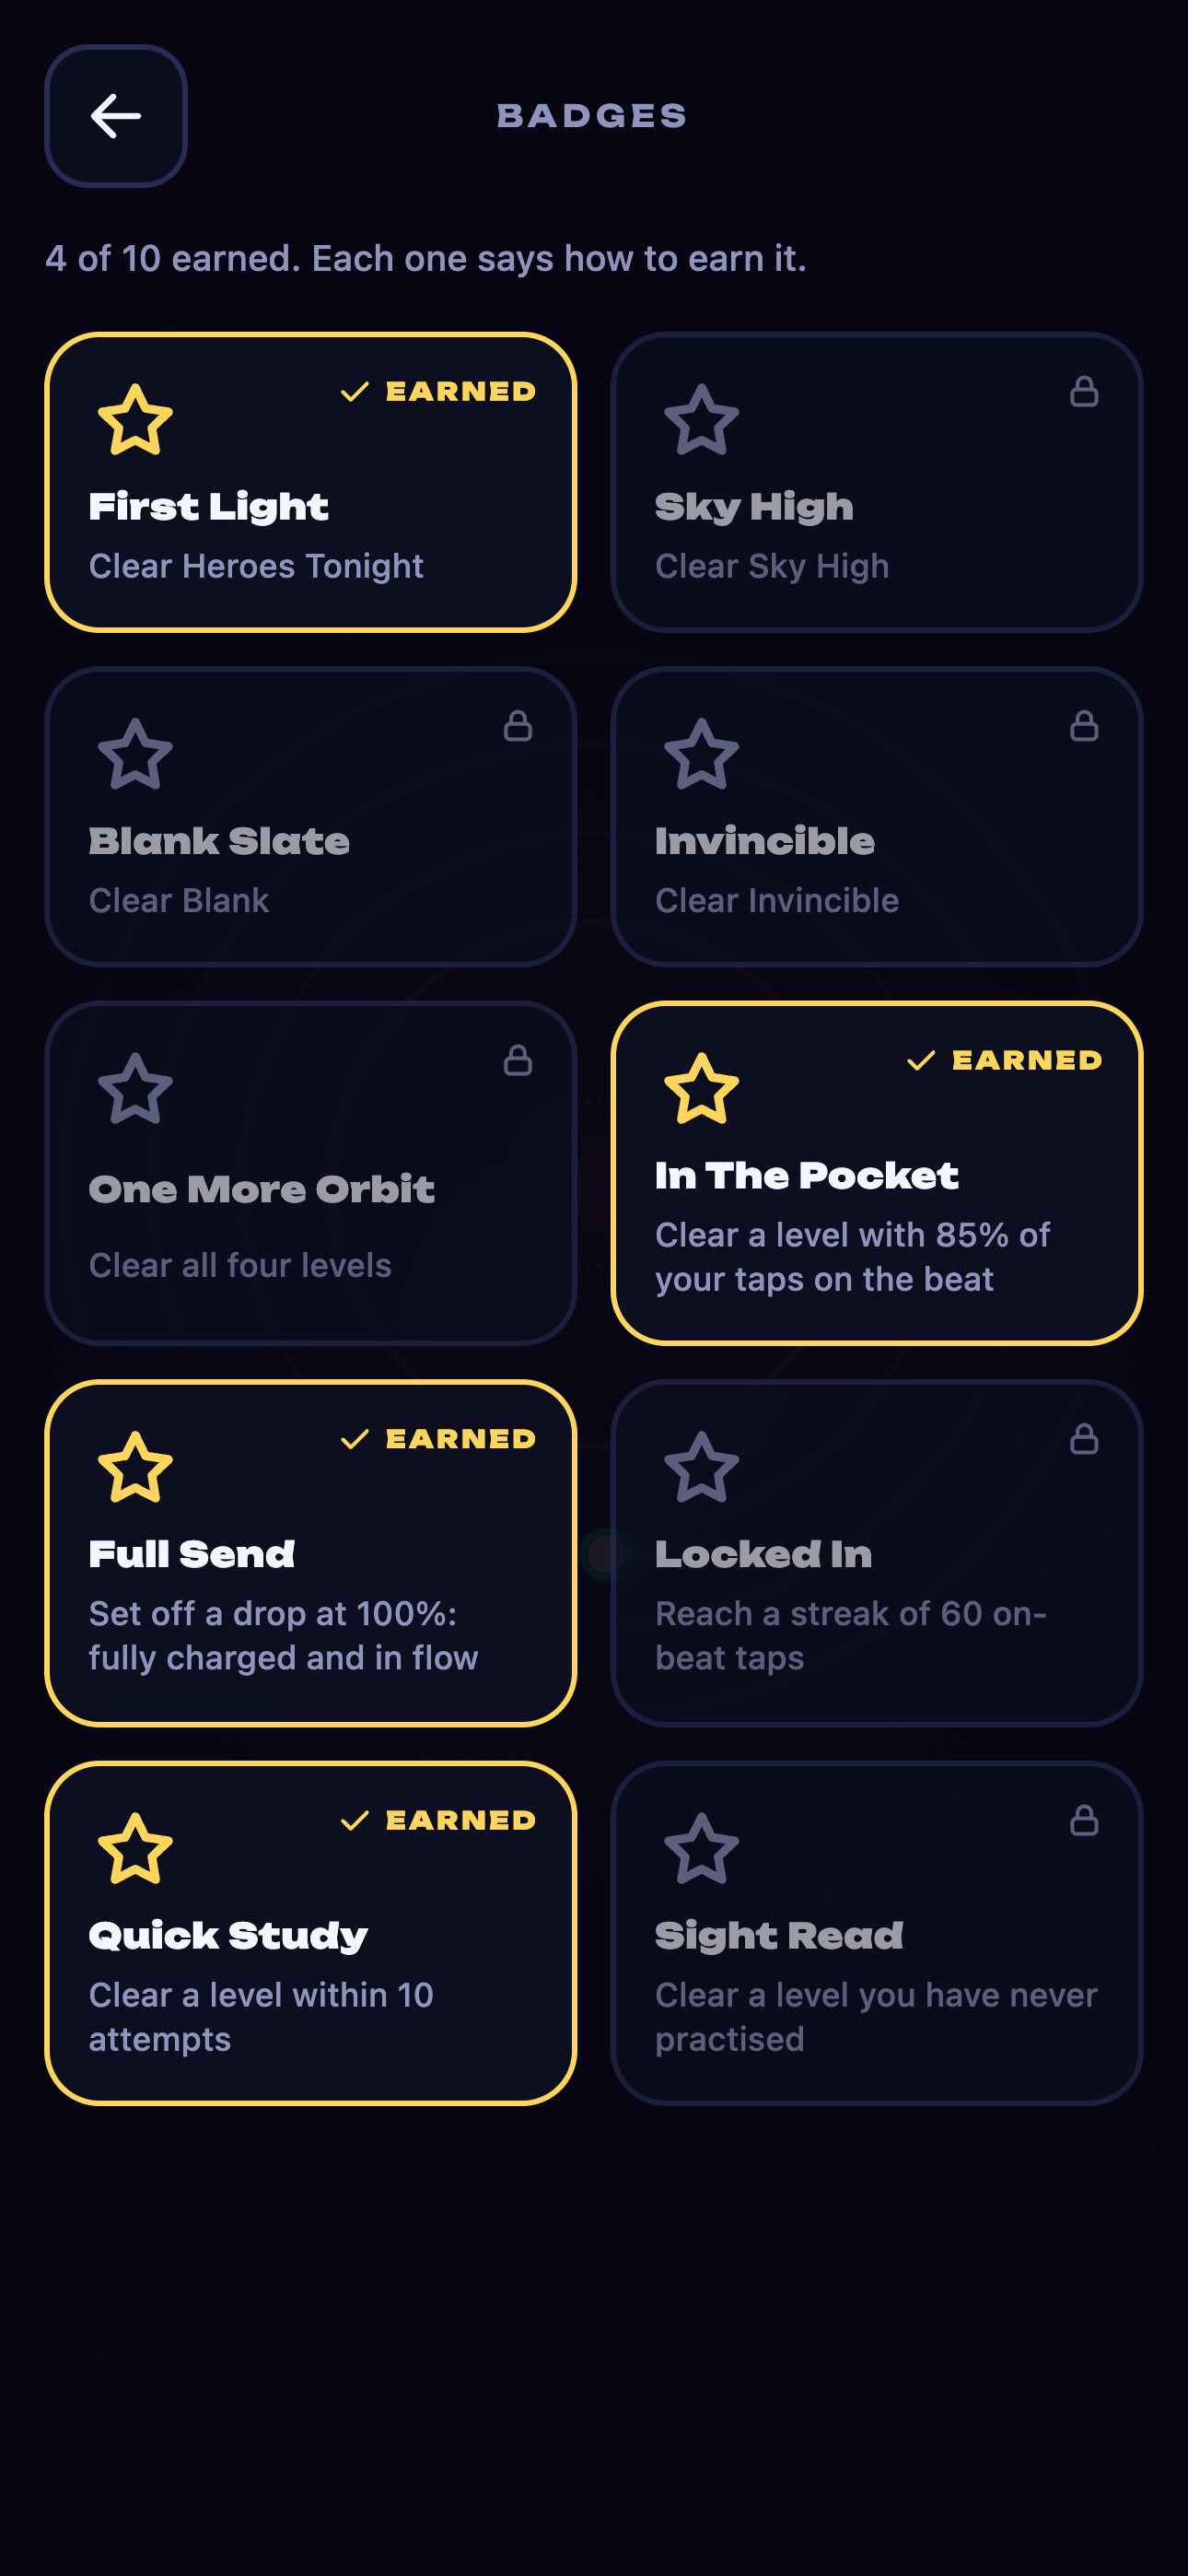 BADGES
4 of 10 earned. Each one says how to earn it.
EARNED
First Light
Clear Heroes Tonight
Sky High
Clear Sky High
Blank Slate
Clear Blank
Invincible
Clear Invincible
One More Orbit
Clear all four levels
EARNED
In The Pocket
Clear a level with 85% of
your taps on the beat
EARNED
Full Send
Set off a drop at 100%:
fully charged and in flow
Locked In
Reach a streak of 60 on-
beat taps
EARNED
Quick Study
Clear a level within 10
attempts
Sight Read
Clear a level you have never
practised